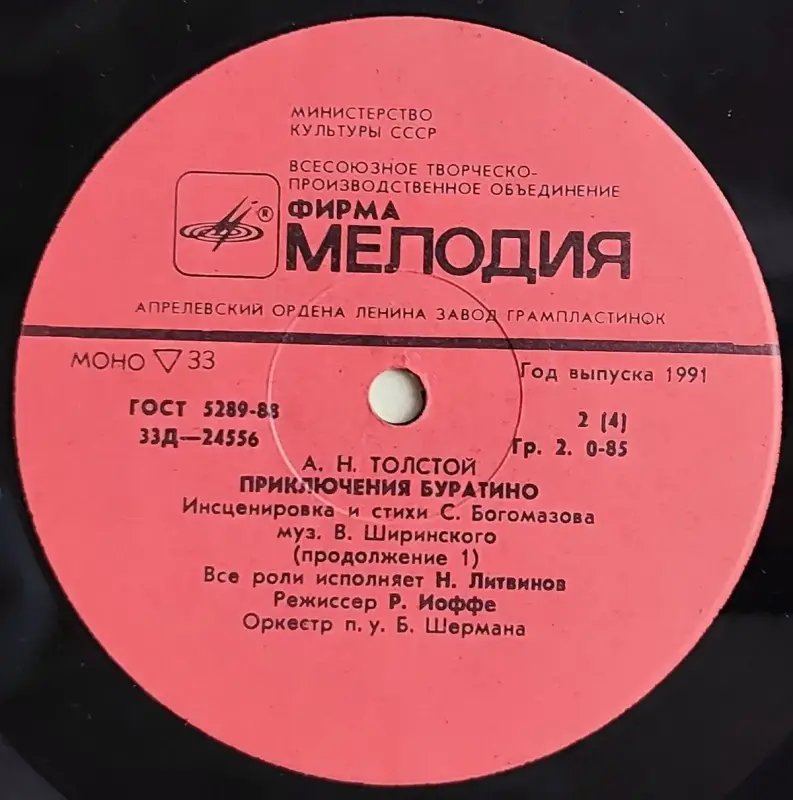 МИНИСТЕРСТВО
КУЛЬТУРЫ СССР
ВСЕСОЮЗНОЕ ТВОРЧЕСКО-
ПРОИЗВОДСТВЕННОЕ ОБЪЕДИНЕНИЕ
®
ФИРМА
МЕЛОДИЯ
АПРЕЛЕВСКИЙ ОРДЕНА ЛЕНИНА ЗАВОД ГРАМПЛАСТИНОК
МОНО ▽ 33
Год выпуска 1991
ГОСТ 5289-88
2 (4)
33Д—24556
Гр. 2. 0-85
А. Н. ТОЛСТОЙ
ПРИКЛЮЧЕНИЯ БУРАТИНО
Инсценировка и стихи С. Богомазова
муз. В. Ширинского
(продолжение 1)
Все роли исполняет Н. Литвинов
Режиссер Р. Иоффе
Оркестр п. у. Б. Шермана